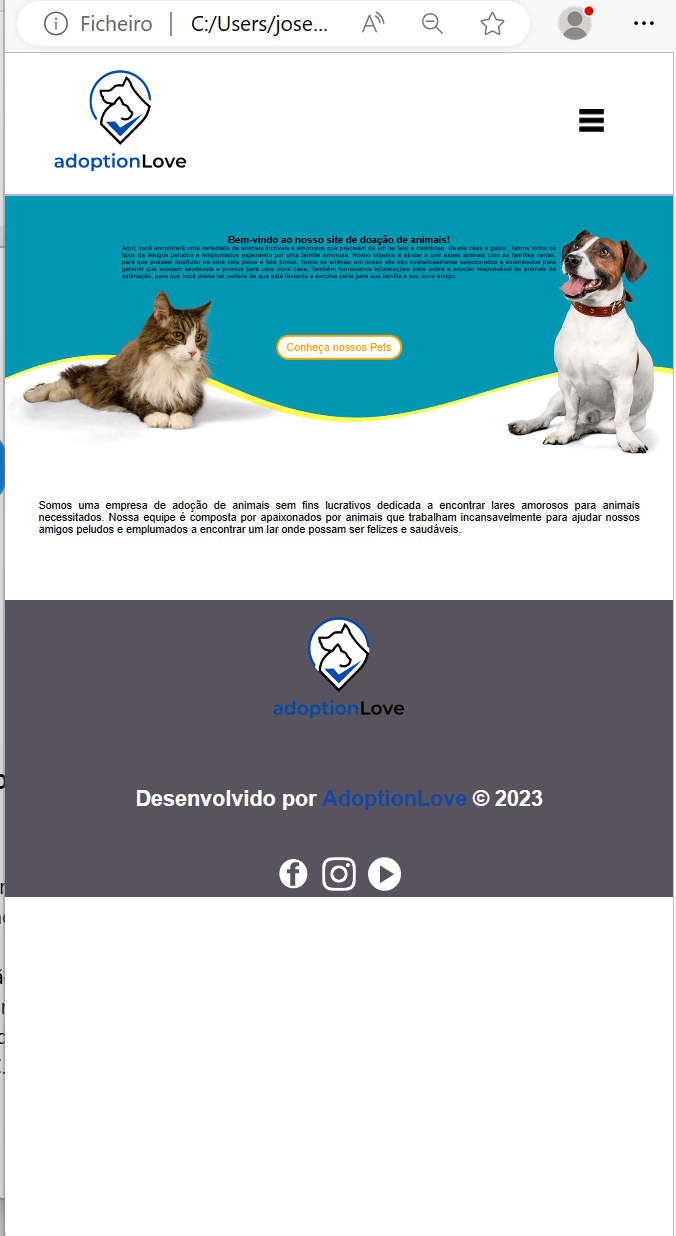 Ficheiro
C:/Users/jose...
adoptionLove
Bem-vindo ao nosso site de doação de animais!
Aqui, você encontrará uma variedade de animais incríveis e amorosos que precisam de um lar feliz e carinhoso. Desde cães e gatos , temos todos os
tipos de amigos peludos e emplumados esperando por uma família amorosa. Nosso objetivo é ajudar a unir esses animais com as famílias certas,
para que possam desfrutar de uma vida plena e feliz juntos. Todos os animais em nosso site são cuidadosamente selecionados e examinados para
garantir que estejam saudáveis e prontos para uma nova casa. Também fornecemos informações úteis sobre a adoção responsável de animais de
estimação, para que você possa ter certeza de que está fazendo a escolha certa para sua família e seu novo amigo.
Conheça nossos Pets
Somos uma empresa de adoção de animais sem fins lucrativos dedicada a encontrar lares amorosos para animais
necessitados. Nossa equipe é composta por apaixonados por animais que trabalham incansavelmente para ajudar nossos
amigos peludos e emplumados a encontrar um lar onde possam ser felizes e saudáveis.
adoptionLove
Desenvolvido por AdoptionLove © 2023